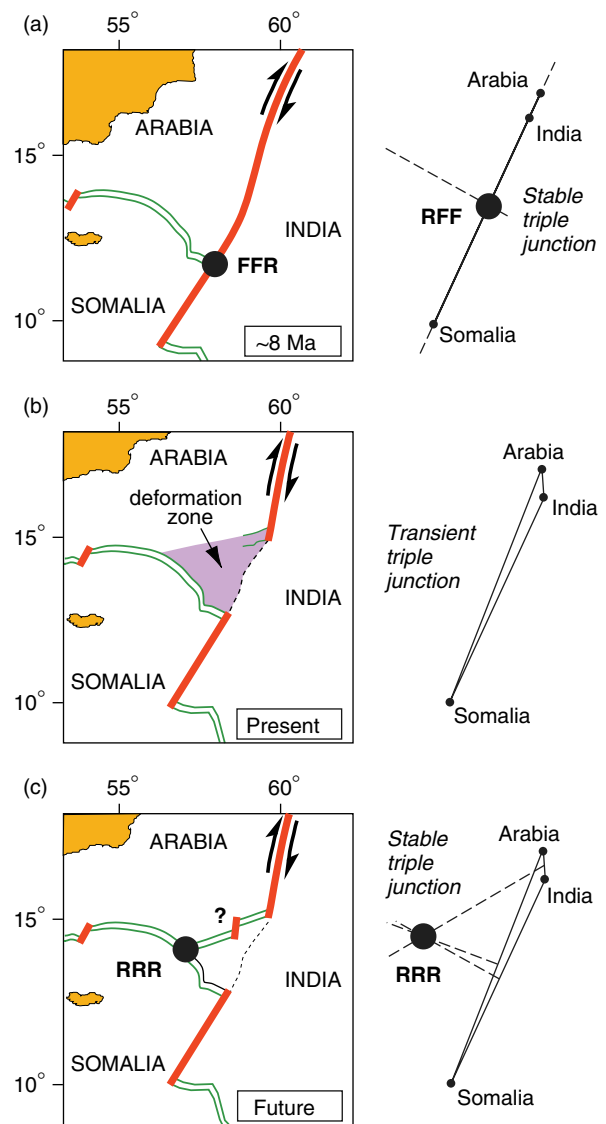 (a)
55°
60°
ARABIA
15°
INDIA
FFR
SOMALIA
10°
~8 Ma
Arabia
India
RFF
Stable
triple
junction
Somalia
(b)
55°
60°
ARABIA
deformation
zone
15°
INDIA
SOMALIA
10°
Present
Arabia
India
Transient
triple
junction
Somalia
(c)
55°
60°
ARABIA
?
15°
RRR
INDIA
SOMALIA
10°
Future
Stable
triple
junction
Arabia
India
RRR
Somalia